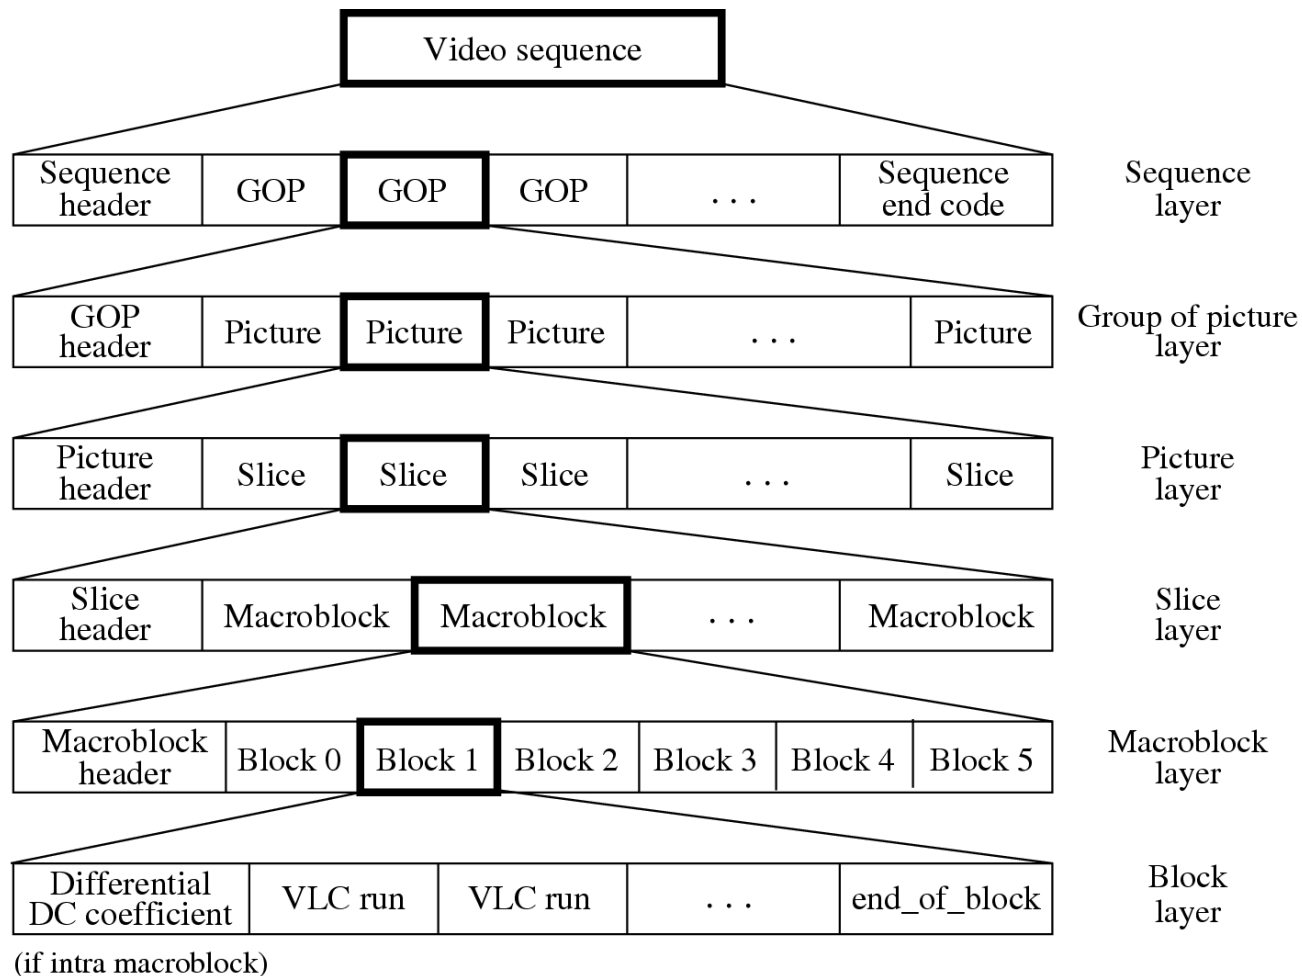 Video sequence
Sequence header GOP GOP GOP . . . Sequence end code Sequence layer
GOP header Picture Picture Picture . . . Picture Group of picture layer
Picture header Slice Slice Slice . . . Slice Picture layer
Slice header Macroblock Macroblock . . . Macroblock Slice layer
Macroblock header Block 0 Block 1 Block 2 Block 3 Block 4 Block 5 Macroblock layer
Differential DC coefficient VLC run VLC run . . . end_of_block Block layer
(if intra macroblock)